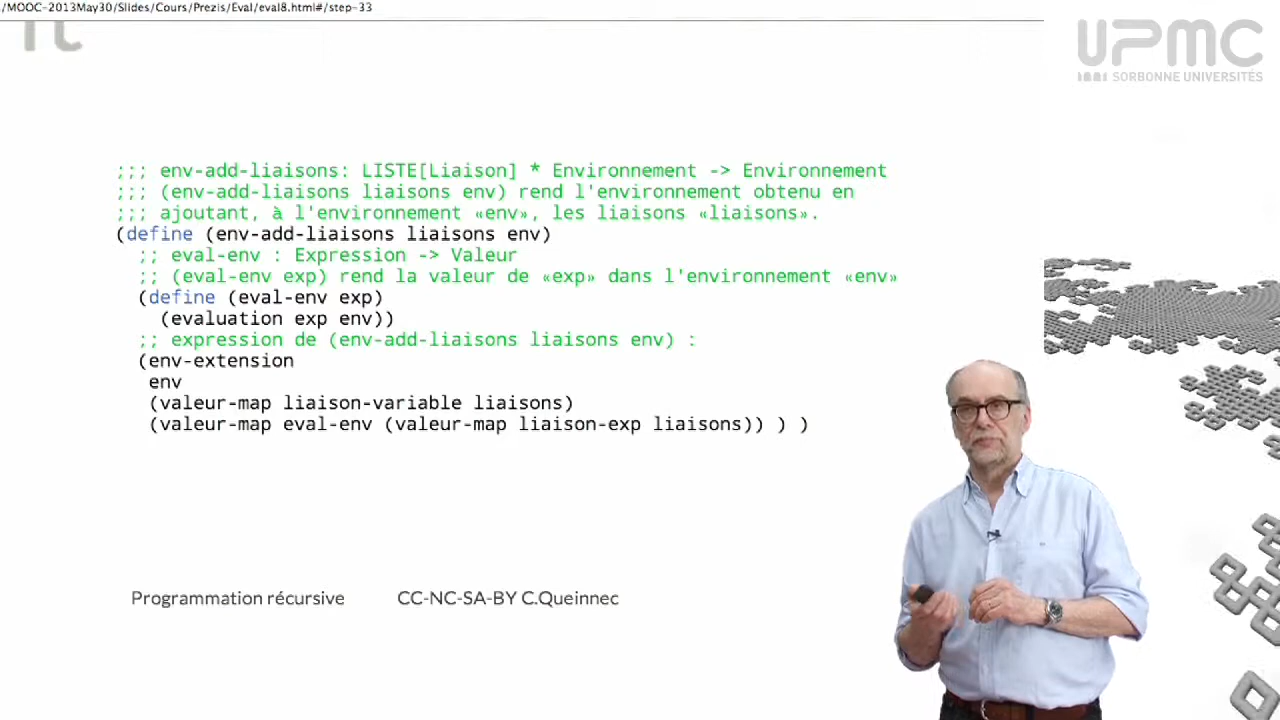 /MOOC-2013May30/Slides/Cours/Prezis/Eval/eval8.html#/step-33
UPMC
SORBONNE UNIVERSITÉS
;;; env-add-liaisons: LISTE[Liaison] * Environnement -> Environnement
;;; (env-add-liaisons liaisons env) rend l'environnement obtenu en
;;; ajoutant, à l'environnement «env», les liaisons «liaisons».
(define (env-add-liaisons liaisons env)
;; eval-env : Expression -> Valeur
;; (eval-env exp) rend la valeur de «exp» dans l'environnement «env»
(define (eval-env exp)
(evaluation exp env))
;; expression de (env-add-liaisons liaisons env) :
(env-extension
env
(valeur-map liaison-variable liaisons)
(valeur-map eval-env (valeur-map liaison-exp liaisons)) ) )
Programmation récursive CC-NC-SA-BY C.Queinnec